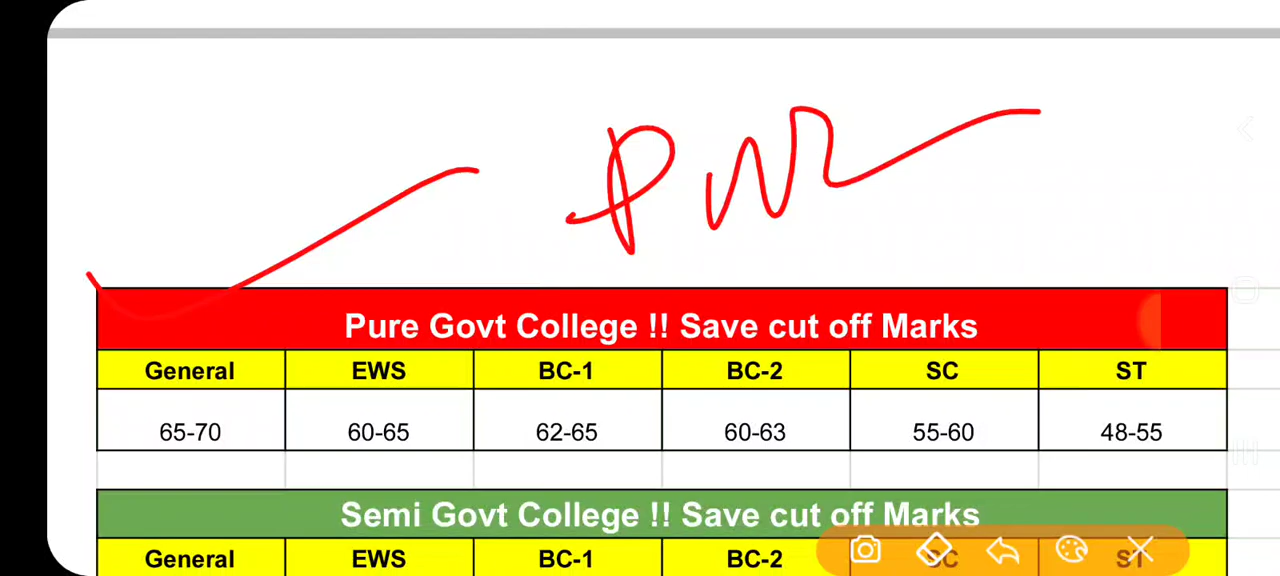 Pure Govt College !! Save cut off Marks
General EWS BC-1 BC-2 SC ST
65-70 60-65 62-65 60-63 55-60 48-55
Semi Govt College !! Save cut off Marks
General EWS BC-1 BC-2 SC ST